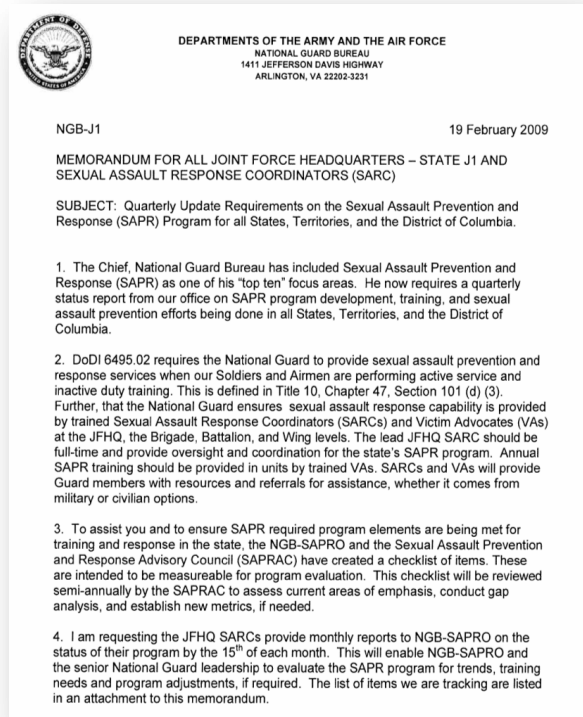 DEPARTMENTS OF THE ARMY AND THE AIR FORCE
NATIONAL GUARD BUREAU
1411 JEFFERSON DAVIS HIGHWAY
ARLINGTON, VA 22202-3231
NGB-J1 19 February 2009
MEMORANDUM FOR ALL JOINT FORCE HEADQUARTERS – STATE J1 AND
SEXUAL ASSAULT RESPONSE COORDINATORS (SARC)
SUBJECT: Quarterly Update Requirements on the Sexual Assault Prevention and
Response (SAPR) Program for all States, Territories, and the District of Columbia.
1. The Chief, National Guard Bureau has included Sexual Assault Prevention and
Response (SAPR) as one of his "top ten" focus areas. He now requires a quarterly
status report from our office on SAPR program development, training, and sexual
assault prevention efforts being done in all States, Territories, and the District of
Columbia.
2. DoDI 6495.02 requires the National Guard to provide sexual assault prevention and
response services when our Soldiers and Airmen are performing active service and
inactive duty training. This is defined in Title 10, Chapter 47, Section 101 (d) (3).
Further, that the National Guard ensures sexual assault response capability is provided
by trained Sexual Assault Response Coordinators (SARCs) and Victim Advocates (VAs)
at the JFHQ, the Brigade, Battalion, and Wing levels. The lead JFHQ SARC should be
full-time and provide oversight and coordination for the state's SAPR program. Annual
SAPR training should be provided in units by trained VAs. SARCs and VAs will provide
Guard members with resources and referrals for assistance, whether it comes from
military or civilian options.
3. To assist you and to ensure SAPR required program elements are being met for
training and response in the state, the NGB-SAPRO and the Sexual Assault Prevention
and Response Advisory Council (SAPRAC) have created a checklist of items. These
are intended to be measureable for program evaluation. This checklist will be reviewed
semi-annually by the SAPRAC to assess current areas of emphasis, conduct gap
analysis, and establish new metrics, if needed.
4. I am requesting the JFHQ SARCs provide monthly reports to NGB-SAPRO on the
status of their program by the 15th of each month. This will enable NGB-SAPRO and
the senior National Guard leadership to evaluate the SAPR program for trends, training
needs and program adjustments, if required. The list of items we are tracking are listed
in an attachment to this memorandum.